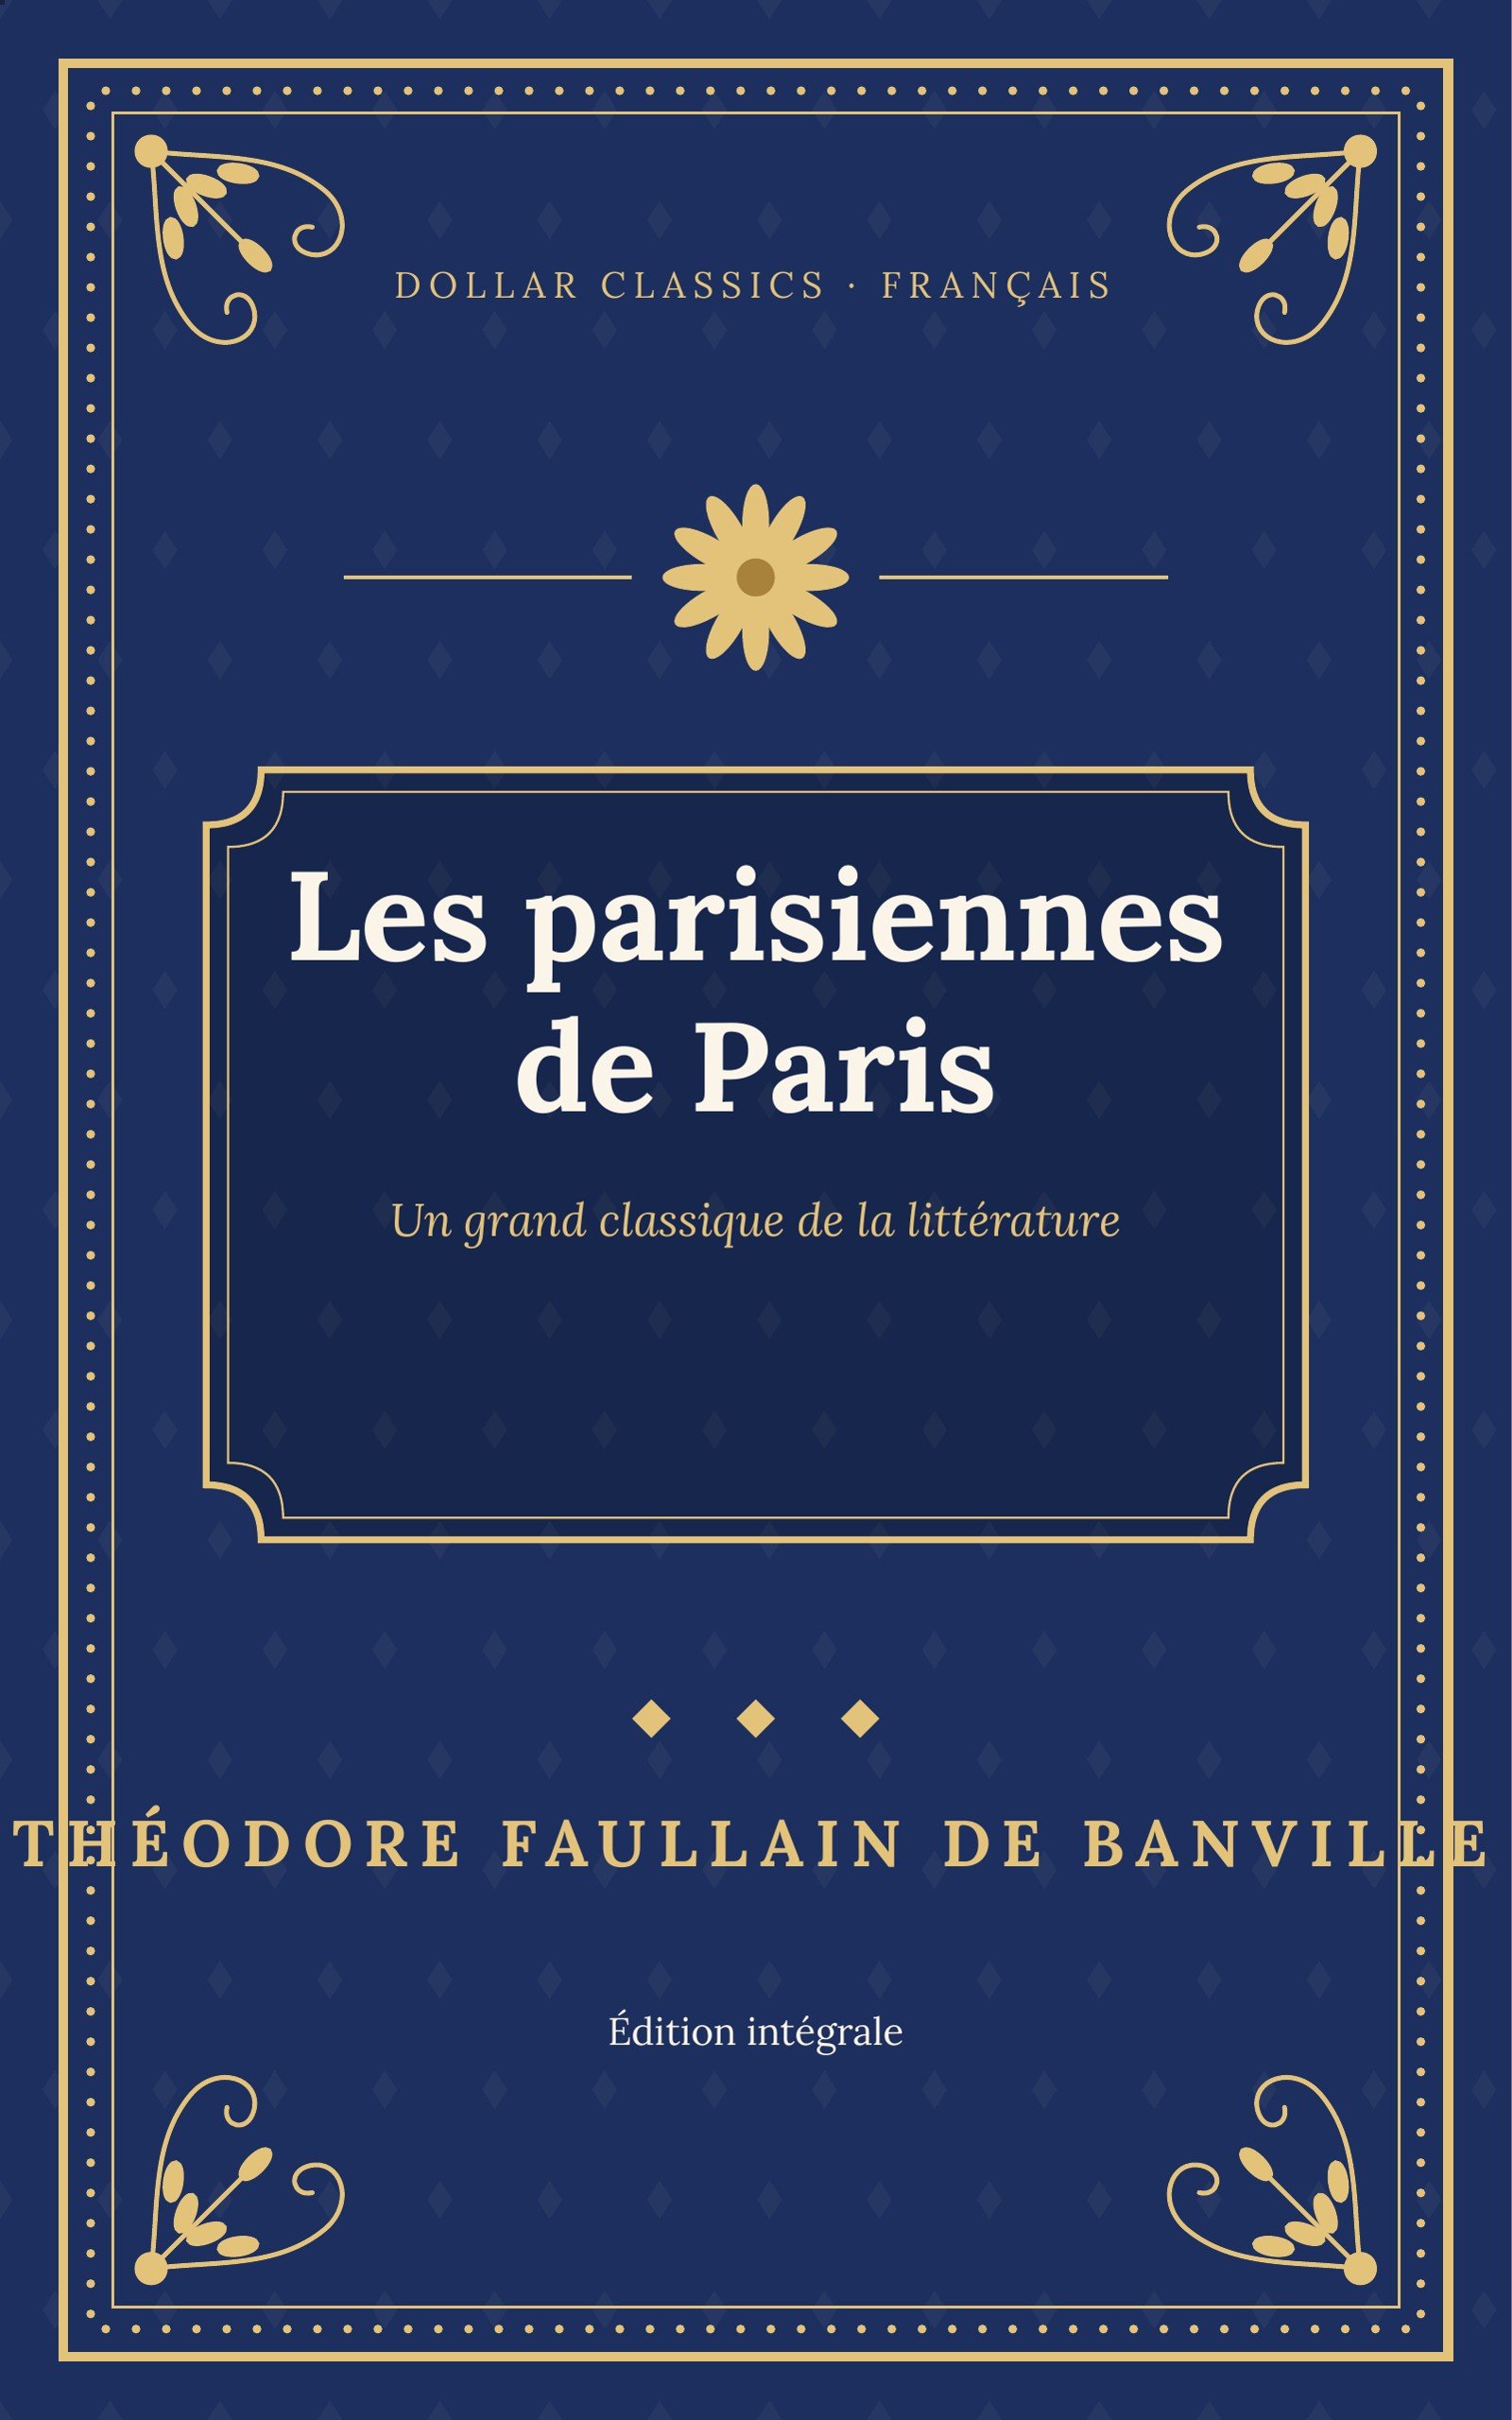 DOLLAR CLASSICS · FRANÇAIS
Les parisiennes
de Paris
Un grand classique de la littérature
THÉODORE FAULLAIN DE BANVILLE
Édition intégrale